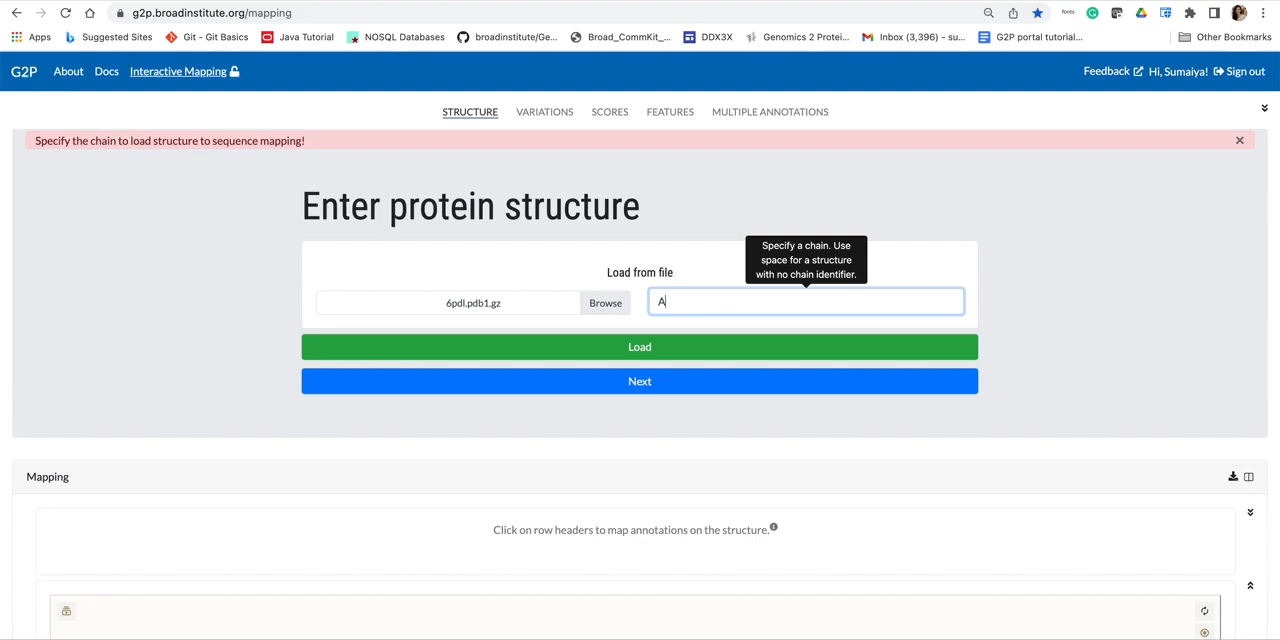 g2p.broadinstitute.org/mapping
fonts
Apps Suggested Sites Git - Git Basics Java Tutorial NOSQL Databases broadinstitute/Ge... Broad_CommKit_... DDX3X Genomics 2 Protei... Inbox (3,396) – su... G2P portal tutorial... Other Bookmarks
G2P About Docs Interactive Mapping Feedback Hi, Sumaiya! Sign out
STRUCTURE VARIATIONS SCORES FEATURES MULTIPLE ANNOTATIONS
Specify the chain to load structure to sequence mapping!
Enter protein structure
Specify a chain. Use
space for a structure
with no chain identifier.
Load from file
6pdl.pdb1.gz Browse A
Load
Next
Mapping
Click on row headers to map annotations on the structure.